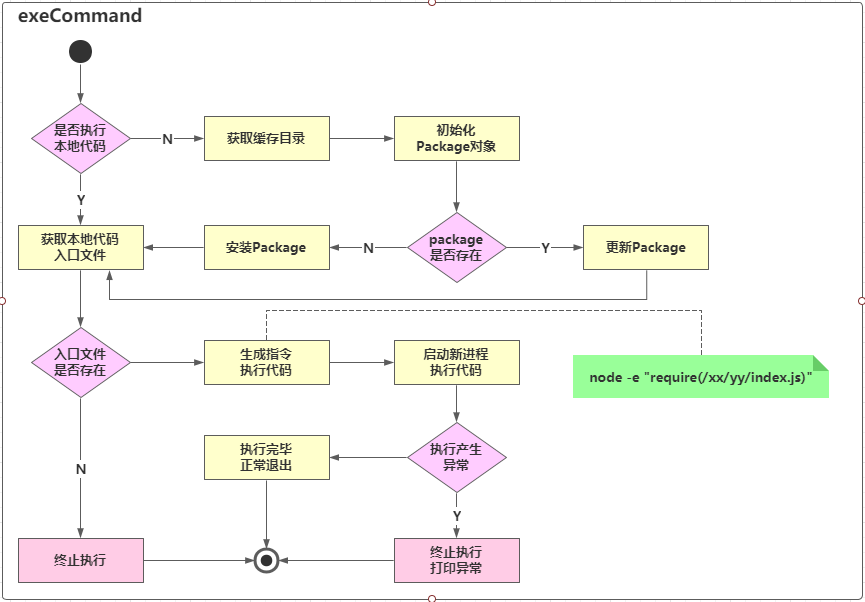 exeCommand
是否执行
本地代码
N
获取缓存目录
初始化
Package对象
Y
获取本地代码
入口文件
安装Package
N
package
是否存在
Y
更新Package
入口文件
是否存在
生成指令
执行代码
启动新进程
执行代码
node -e "require(/xx/yy/index.js)"
执行完毕
正常退出
执行产生
异常
N
Y
终止执行
终止执行
打印异常